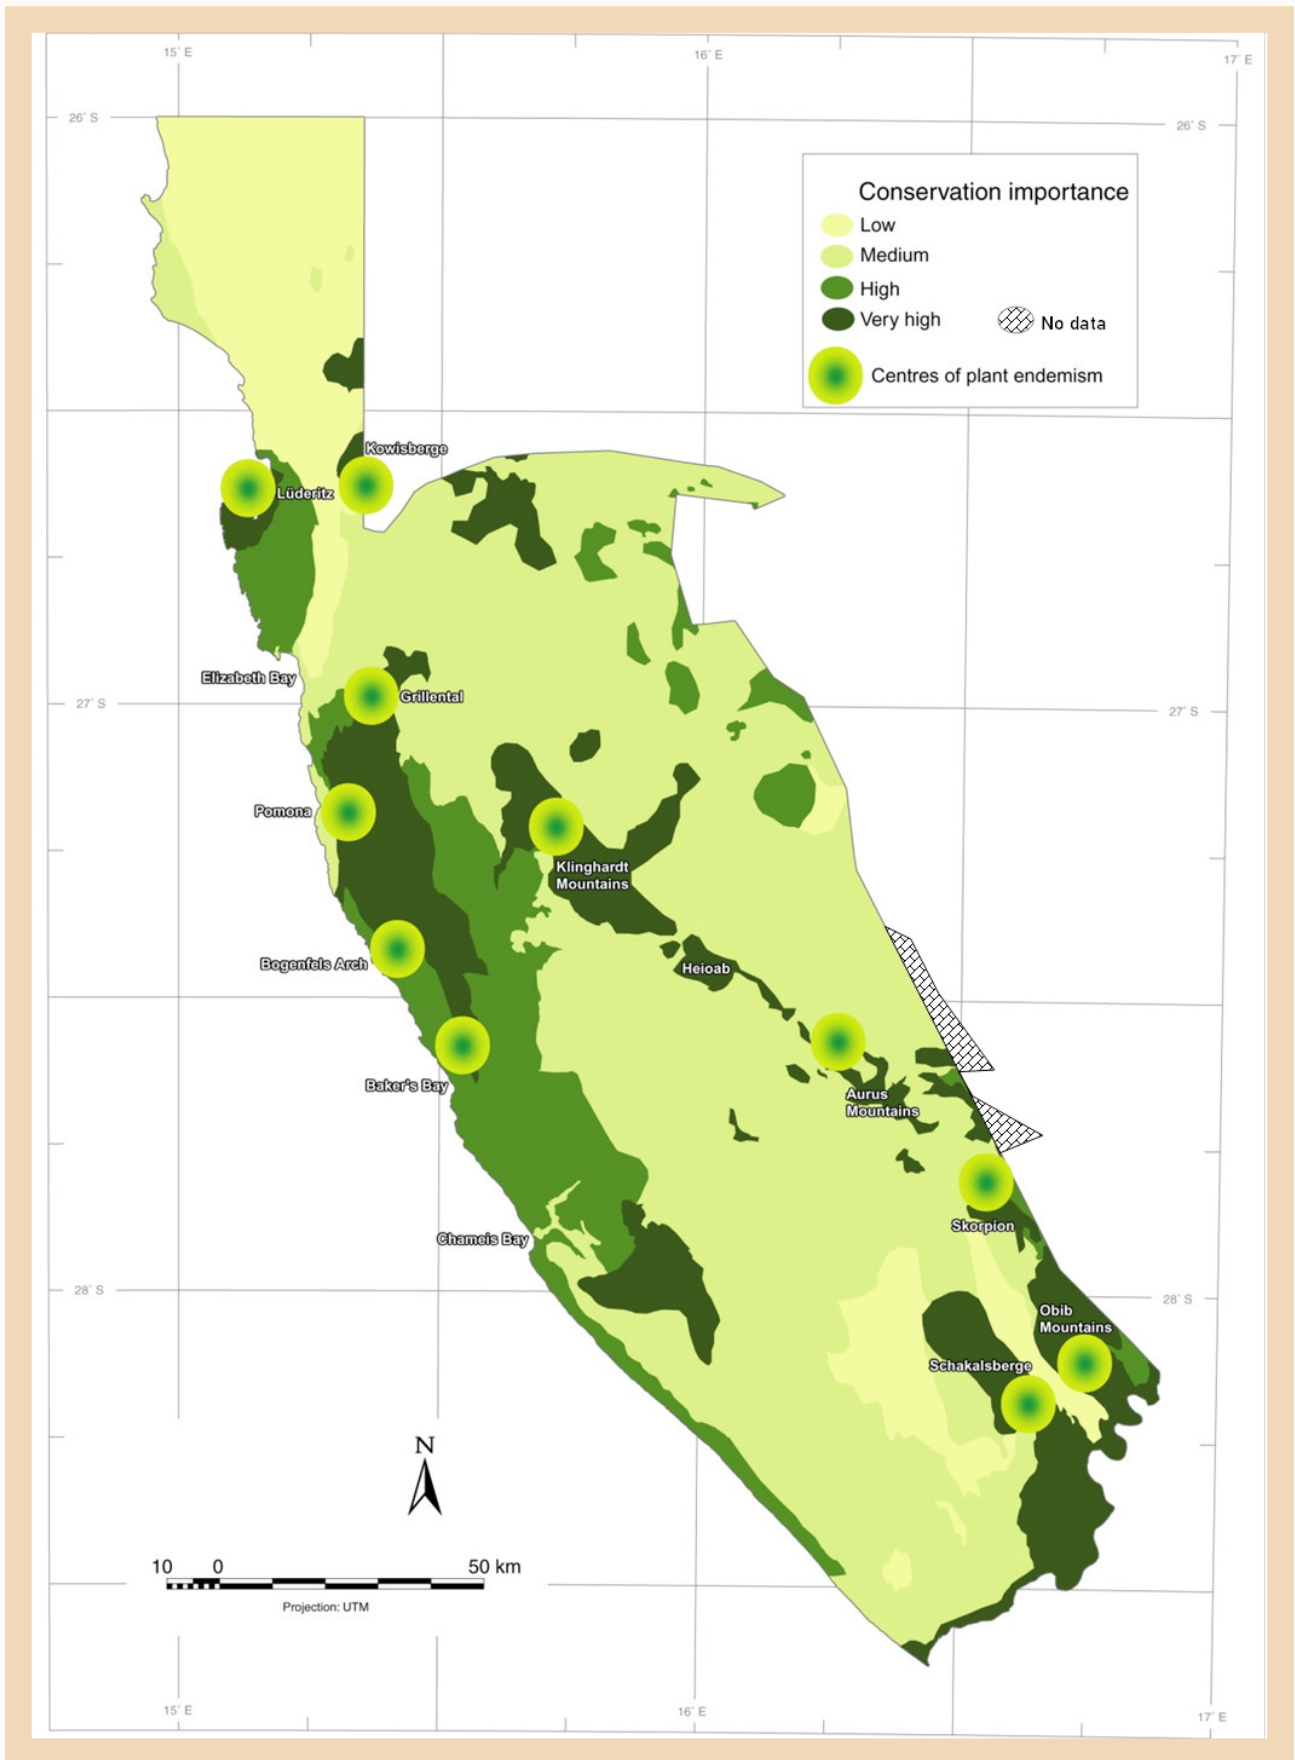 15° E
16° E
17° E
26° S
26° S
Conservation importance
Low
Medium
High
Very high
No data
Centres of plant endemism
Kowisberge
Lüderitz
Elizabeth Bay
Grillental
27° S
27° S
Pomona
Klinghardt
Mountains
Bogenfels Arch
Heioab
Baker's Bay
Aurus
Mountains
Skorpion
Chameis Bay
28° S
28° S
Obib
Mountains
Schakalsberge
N
10 0 50 km
Projection: UTM
15° E
16° E
17° E